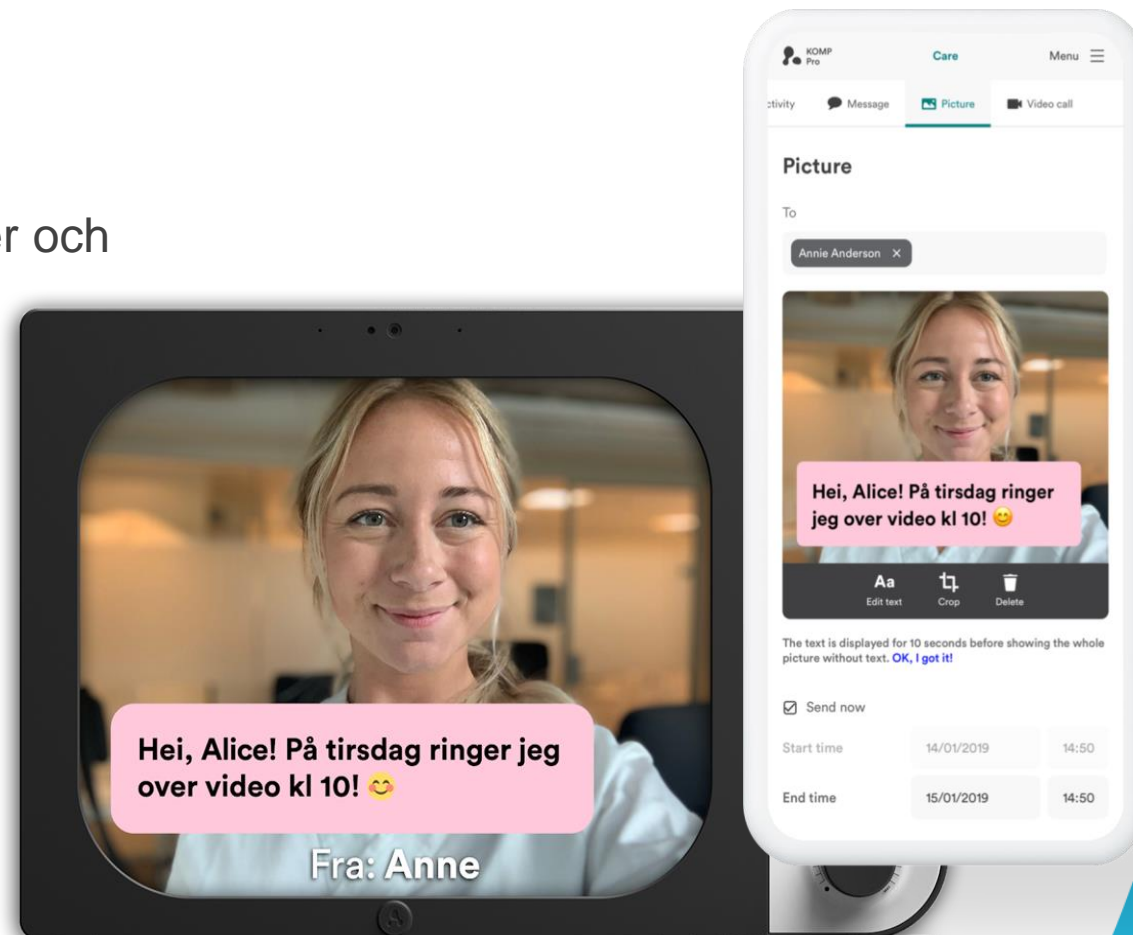 er och
Hei, Alice! På tirsdag ringer jeg
over video kl 10! 😊
Fra: Anne
KOMP
Pro
Care
Menu
ctivity
Message
Picture
Video call
Picture
To
Annie Anderson X
Hei, Alice! På tirsdag ringer
jeg over video kl 10! 😊
Aa
Edit text
Crop
Delete
The text is displayed for 10 seconds before showing the whole
picture without text. OK, I got it!
Send now
Start time 14/01/2019 14:50
End time 15/01/2019 14:50